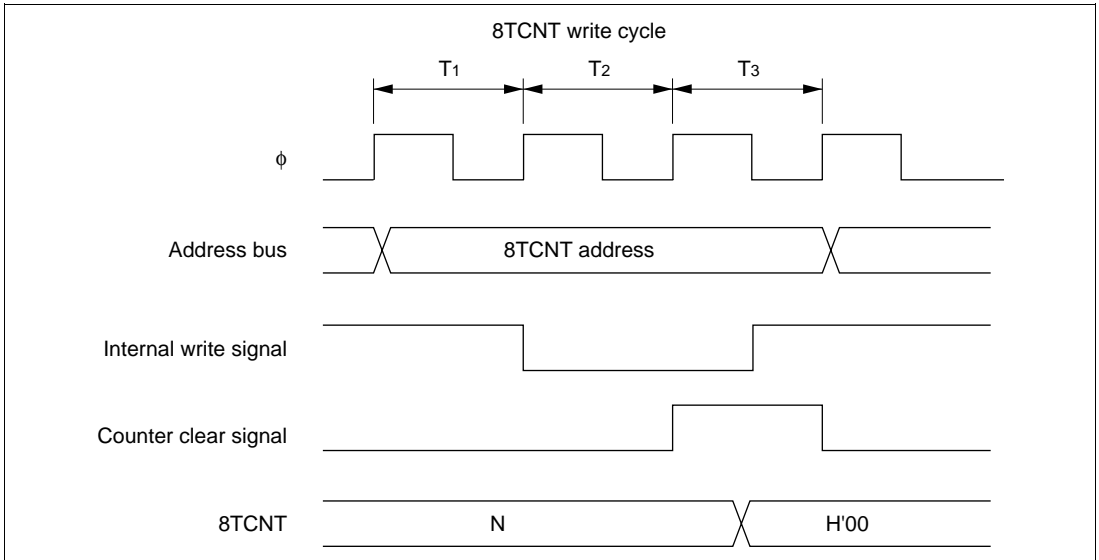 8TCNT write cycle
T1 T2 T3
ϕ
Address bus 8TCNT address
Internal write signal
Counter clear signal
8TCNT N H'00